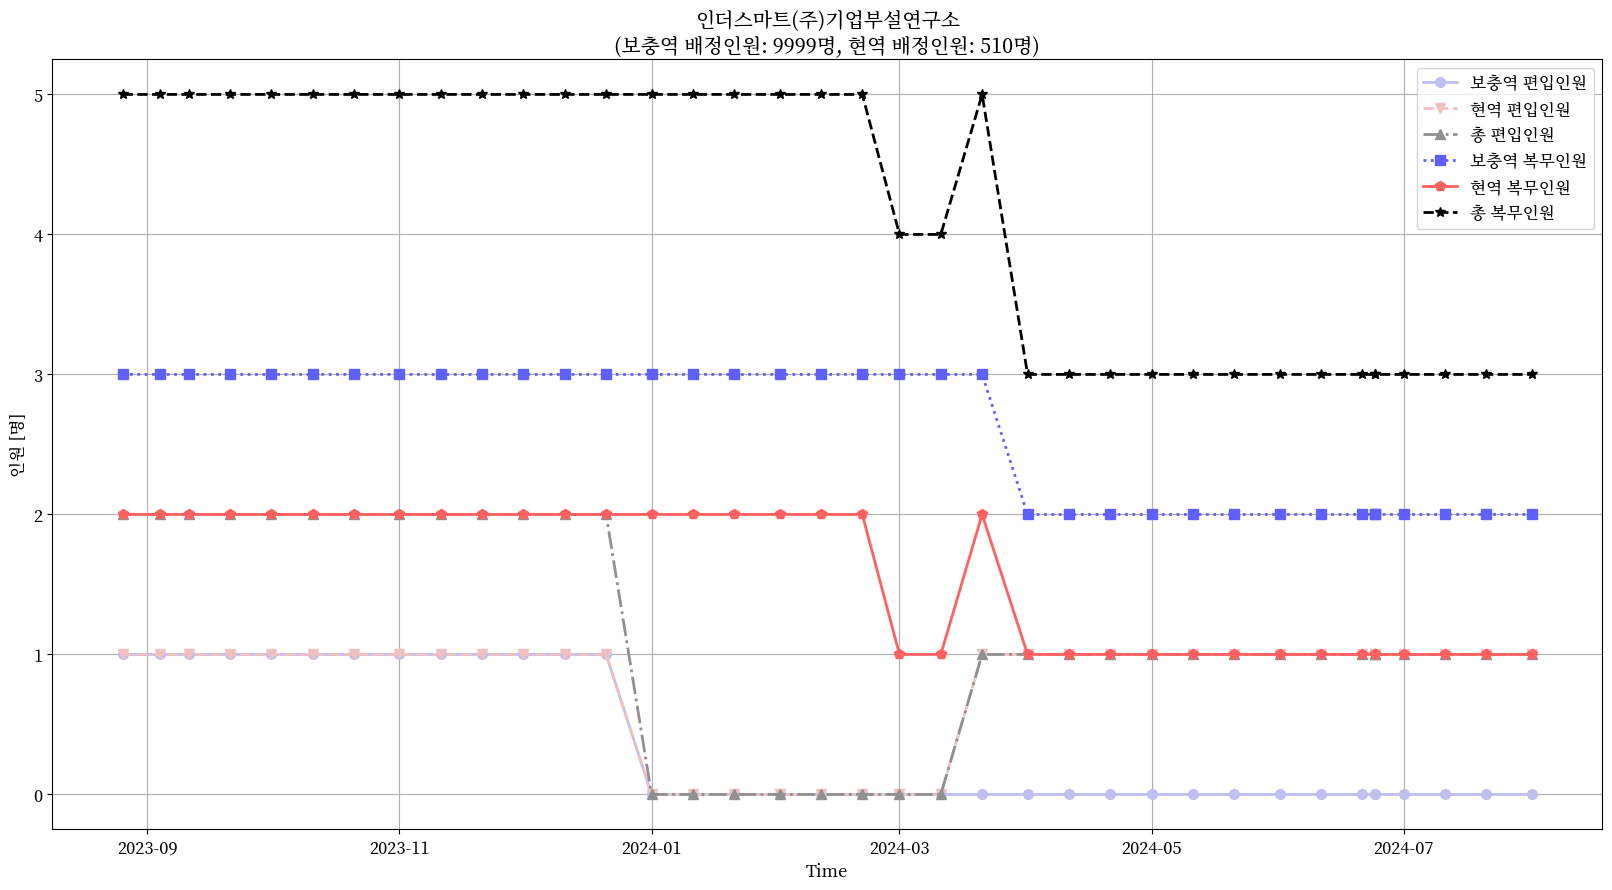 인더스마트(주)기업부설연구소
(보충역 배정인원: 9999명, 현역 배정인원: 510명)
보충역 편입인원
현역 편입인원
총 편입인원
보충역 복무인원
현역 복무인원
총 복무인원
5
4
3
2
1
0
인원 [명]
2023-09
2023-11
2024-01
2024-03
2024-05
2024-07
Time